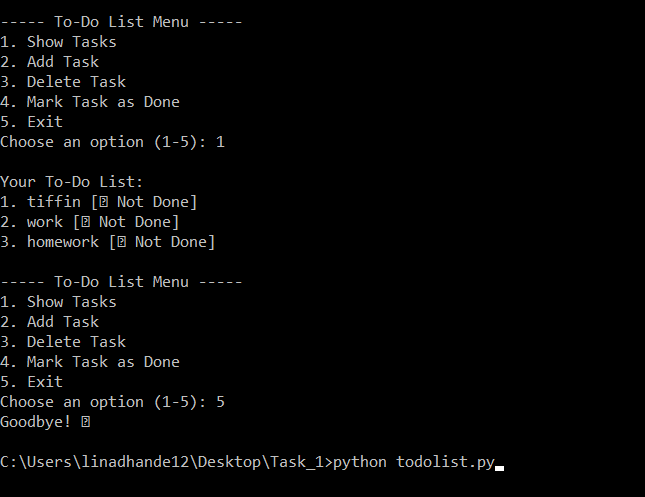 ----- To-Do List Menu -----
1. Show Tasks
2. Add Task
3. Delete Task
4. Mark Task as Done
5. Exit
Choose an option (1-5): 1
Your To-Do List:
1. tiffin [⍰ Not Done]
2. work [⍰ Not Done]
3. homework [⍰ Not Done]
----- To-Do List Menu -----
1. Show Tasks
2. Add Task
3. Delete Task
4. Mark Task as Done
5. Exit
Choose an option (1-5): 5
Goodbye! ⍰
C:\Users\linadhande12\Desktop\Task_1>python todolist.py